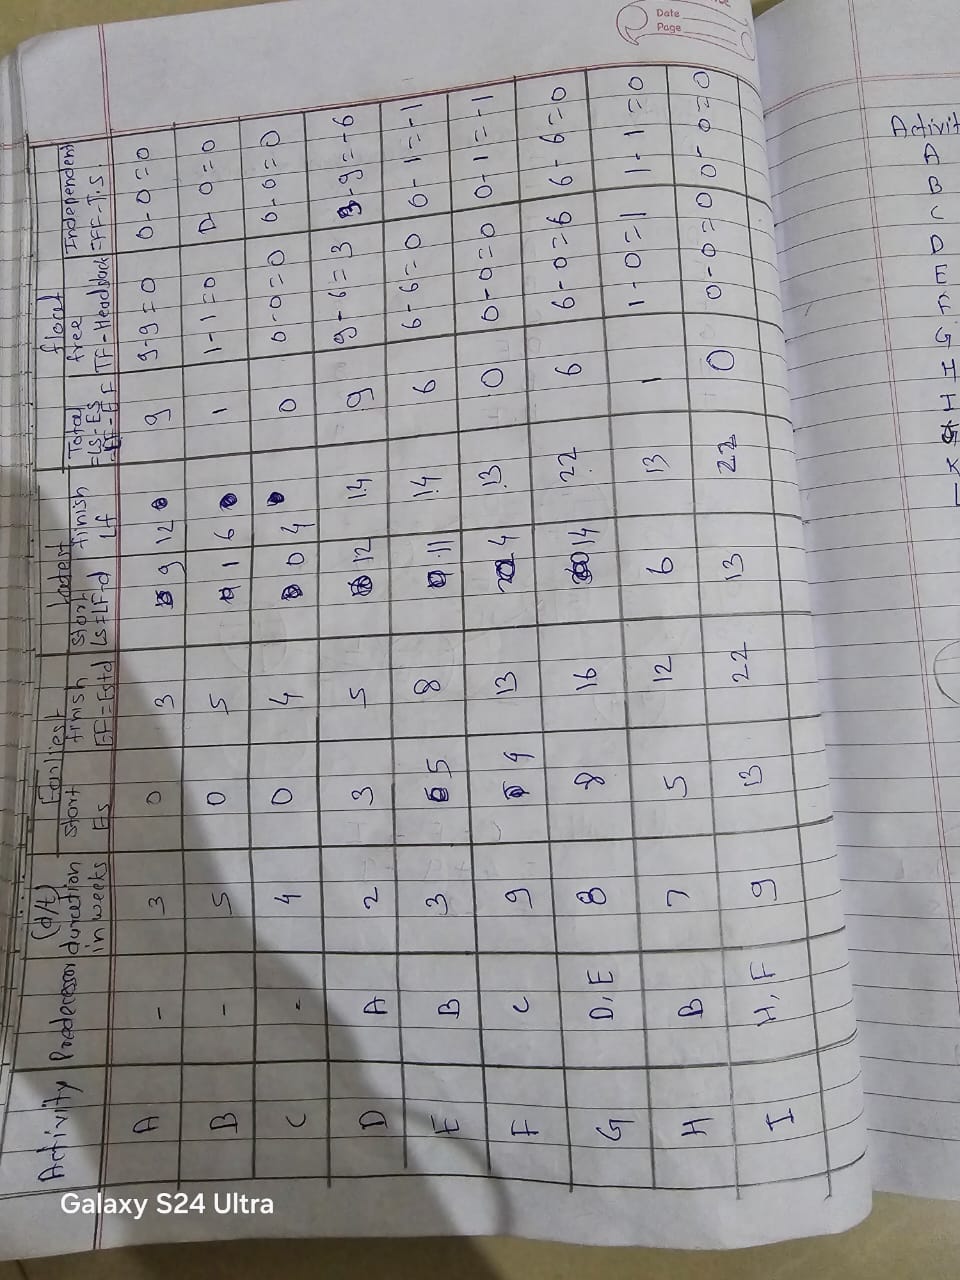 Date
Page
Activity Predecessor (d/t) duration in weeks Earliest start Es Earliest finish EF=Es+d Latest start LS=LF-d Latest finish Lf Total =LS-ES float free TF-Head slack Independent =FF-T.S.
A - 3 0 3 9 12 9 9-9=0 0-0=0
B - 5 0 5 1 6 1 1-1=0 0-0=0
C - 4 0 4 0 4 0 0-0=0 0-0=0
D A 2 3 5 12 14 9 9-6=3 3-9=-6
E B 3 5 8 11 14 6 6-6=0 0-1=-1
F C 9 4 13 4 13 0 0-0=0 0-1=-1
G D,E 8 8 16 14 22 6 6-0=6 6-6=0
H B 7 5 12 6 13 1 1-0=1 1-1=0
I H,F 9 13 22 13 22 0 0-0=0 0-0=0
Activit
A
B
C
D
E
F
G
I
H
K
L
Galaxy S24 Ultra